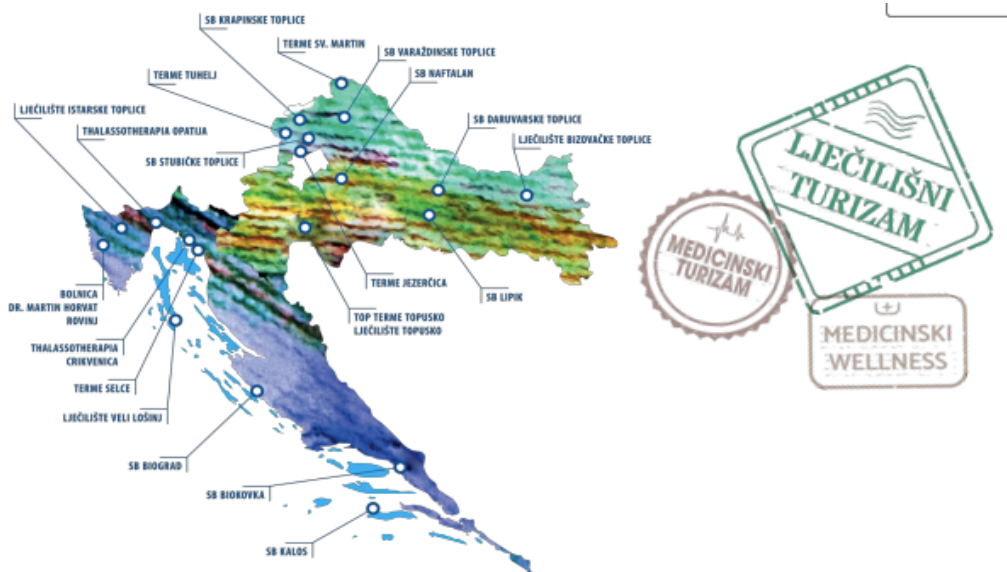 SB KRAPINSKE TOPLICE
TERME SV. MARTIN
SB VARAŽDINSKE TOPLICE
TERME TUHELJ
SB NAFTALAN
LJEČILIŠTE ISTARSKE TOPLICE
THALASSOTHERAPIA OPATIJA
SB DARUVARSKE TOPLICE
LJEČILIŠTE BIZOVAČKE TOPLICE
SB STUBIČKE TOPLICE
TERME JEZERČICA
SB LIPIK
BOLNICA
DR. MARTIN HORVAT
ROVINJ
TOP TERME TOPUSKO
LJEČILIŠTE TOPUSKO
THALASSOTHERAPIA
CRIKVENICA
TERME SELCE
LJEČILIŠTE VELI LOŠINJ
SB BIOGRAD
SB BIOKOVKA
SB KALOS
LJEČILIŠNI
TURIZAM
MEDICINSKI
TURIZAM
MEDICINSKI
WELLNESS